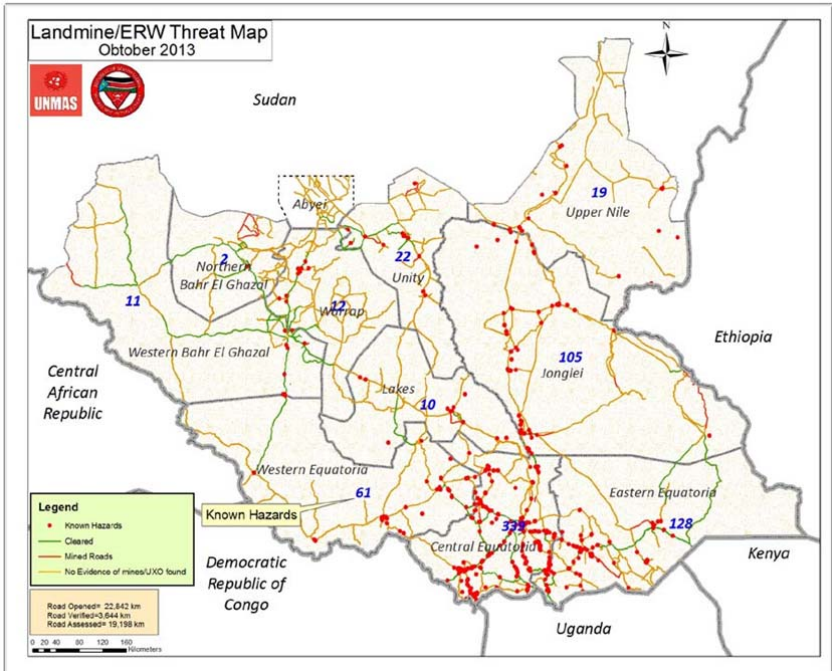 Landmine/ERW Threat Map
Obtober 2013
N
UNMAS
Sudan
Abyei
19
Upper Nile
2
Northern
Bahr El Ghazal
22
Unity
11
12
Warrap
Western Bahr El Ghazal
Ethiopia
105
Jonglei
Central
African
Republic
Lakes
10
Western Equatoria
61
Known Hazards
Eastern Equatoria
128
339
Central Equatoria
Kenya
Democratic
Republic of
Congo
Uganda
Legend
Known Hazards
Cleared
Mined Roads
No Evidence of mines/UXO found
Road Opened= 22,842 km
Road Verified=3,644 km
Road Assessed= 19,198 km
0 20 40 80 120 160
Kilometers